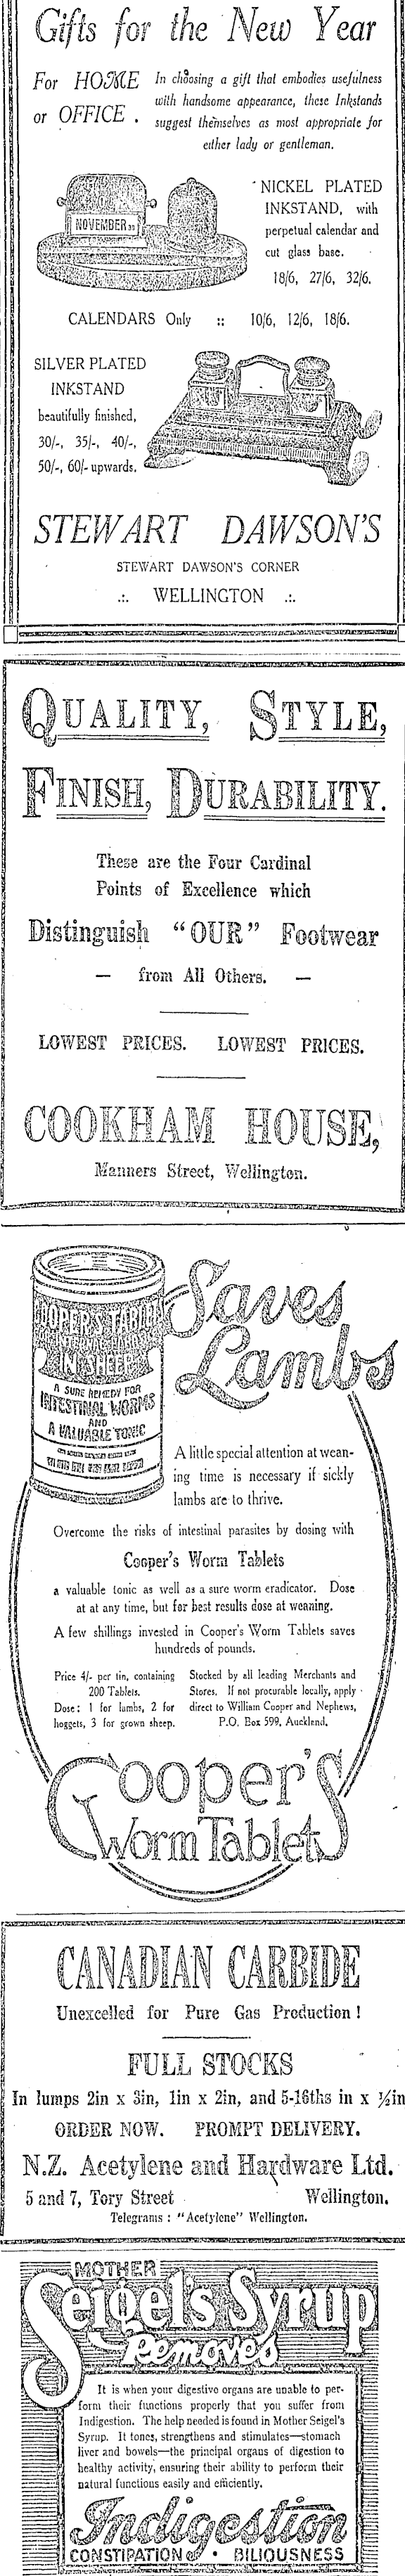 Gifts for the New Year
For HOME
or OFFICE .
In choosing a gift that embodies usefulness
with handsome appearance, these Inkstands
suggest themselves as most appropriate for
either lady or gentleman.
NOVEMBER
NICKEL PLATED
INKSTAND, with
perpetual calendar and
cut glass base.
18/6, 27/6, 32/6.
CALENDARS Only :: 10/6, 12/6, 18/6.
SILVER PLATED
INKSTAND
beautifully finished,
30/-, 35/-, 40/-,
50/-, 60/- upwards.
STEWART DAWSON'S
STEWART DAWSON'S CORNER
.:. WELLINGTON .:.
QUALITY, STYLE,
FINISH, DURABILITY.
These are the Four Cardinal
Points of Excellence which
Distinguish "OUR" Footwear
— from All Others. —
LOWEST PRICES. LOWEST PRICES.
COOKHAM HOUSE,
Manners Street, Wellington.
Saves
Lambs
COOPER'S TABLET
IN SHEEP
A SURE REMEDY FOR
INTESTINAL WORMS
AND
A VALUABLE TONIC
A little special attention at wean-
ing time is necessary if sickly
lambs are to thrive.
Overcome the risks of intestinal parasites by dosing with
Cooper's Worm Tablets
a valuable tonic as well as a sure worm eradicator. Dose
at at any time, but for best results dose at weaning.
A few shillings invested in Cooper's Worm Tablets saves
hundreds of pounds.
Price 4/- per tin, containing
200 Tablets.
Dose: 1 for lambs, 2 for
hoggets, 3 for grown sheep.
Stocked by all leading Merchants and
Stores. If not procurable locally, apply
direct to William Cooper and Nephews,
P.O. Box 599, Auckland.
Cooper's
Worm Tablets
CANADIAN CARBIDE
Unexcelled for Pure Gas Production !
FULL STOCKS
In lumps 2in x 3in, 1in x 2in, and 5-16ths in x ½in
ORDER NOW. PROMPT DELIVERY.
N.Z. Acetylene and Hardware Ltd.
5 and 7, Tory Street Wellington.
Telegrams : "Acetylene" Wellington.
MOTHER
Seigel's Syrup
Removes
It is when your digestive organs are unable to per-
form their functions properly that you suffer from
Indigestion. The help needed is found in Mother Seigel's
Syrup. It tones, strengthens and stimulates—stomach
liver and bowels—the principal organs of digestion to
healthy activity, ensuring their ability to perform their
natural functions easily and efficiently.
Indigestion
CONSTIPATION • BILIOUSNESS